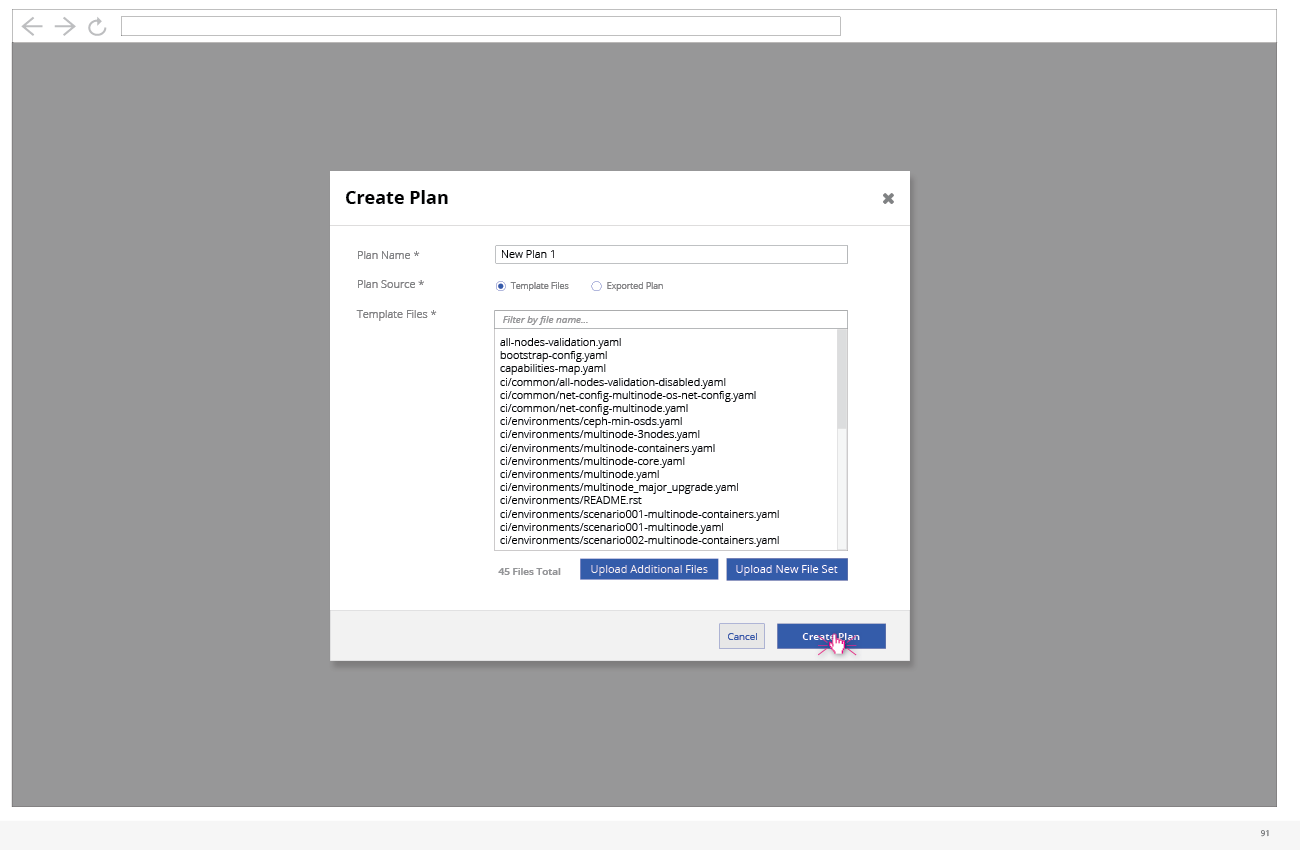 Create Plan
Plan Name *
New Plan 1
Plan Source *
Template Files
Exported Plan
Template Files *
Filter by file name...
all-nodes-validation.yaml
bootstrap-config.yaml
capabilities-map.yaml
ci/common/all-nodes-validation-disabled.yaml
ci/common/net-config-multinode-os-net-config.yaml
ci/common/net-config-multinode.yaml
ci/environments/ceph-min-osds.yaml
ci/environments/multinode-3nodes.yaml
ci/environments/multinode-containers.yaml
ci/environments/multinode-core.yaml
ci/environments/multinode.yaml
ci/environments/multinode_major_upgrade.yaml
ci/environments/README.rst
ci/environments/scenario001-multinode-containers.yaml
ci/environments/scenario001-multinode.yaml
ci/environments/scenario002-multinode-containers.yaml
45 Files Total
Upload Additional Files
Upload New File Set
Cancel
Create Plan
91